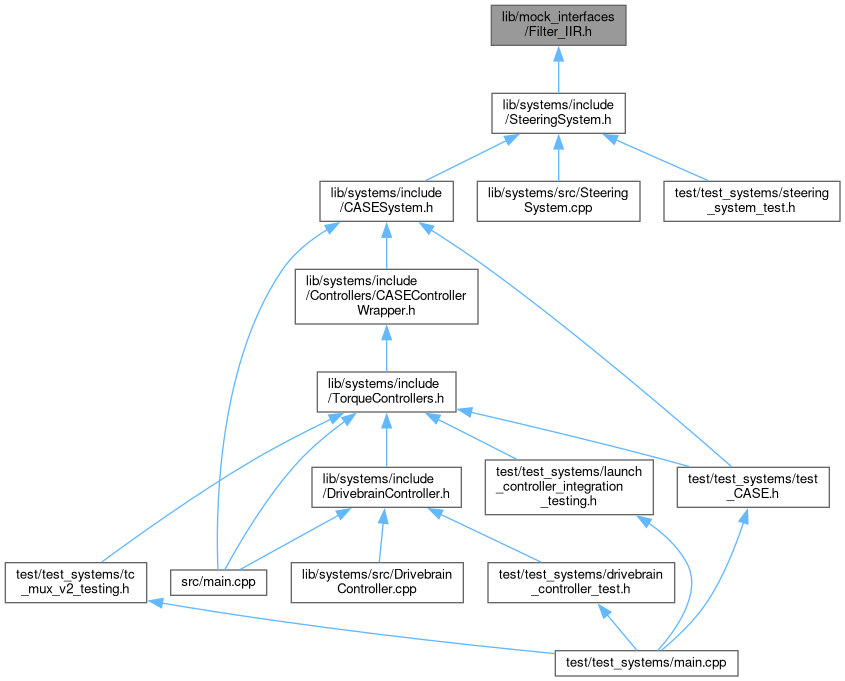 lib/mock_interfaces
/Filter_IIR.h
lib/systems/include
/SteeringSystem.h
lib/systems/include
/CASESystem.h
lib/systems/src/Steering
System.cpp
test/test_systems/steering
_system_test.h
lib/systems/include
/Controllers/CASEController
Wrapper.h
lib/systems/include
/TorqueControllers.h
lib/systems/include
/DrivebrainController.h
test/test_systems/launch
_controller_integration
_testing.h
test/test_systems/test
_CASE.h
test/test_systems/tc
_mux_v2_testing.h
src/main.cpp
lib/systems/src/Drivebrain
Controller.cpp
test/test_systems/drivebrain
_controller_test.h
test/test_systems/main.cpp